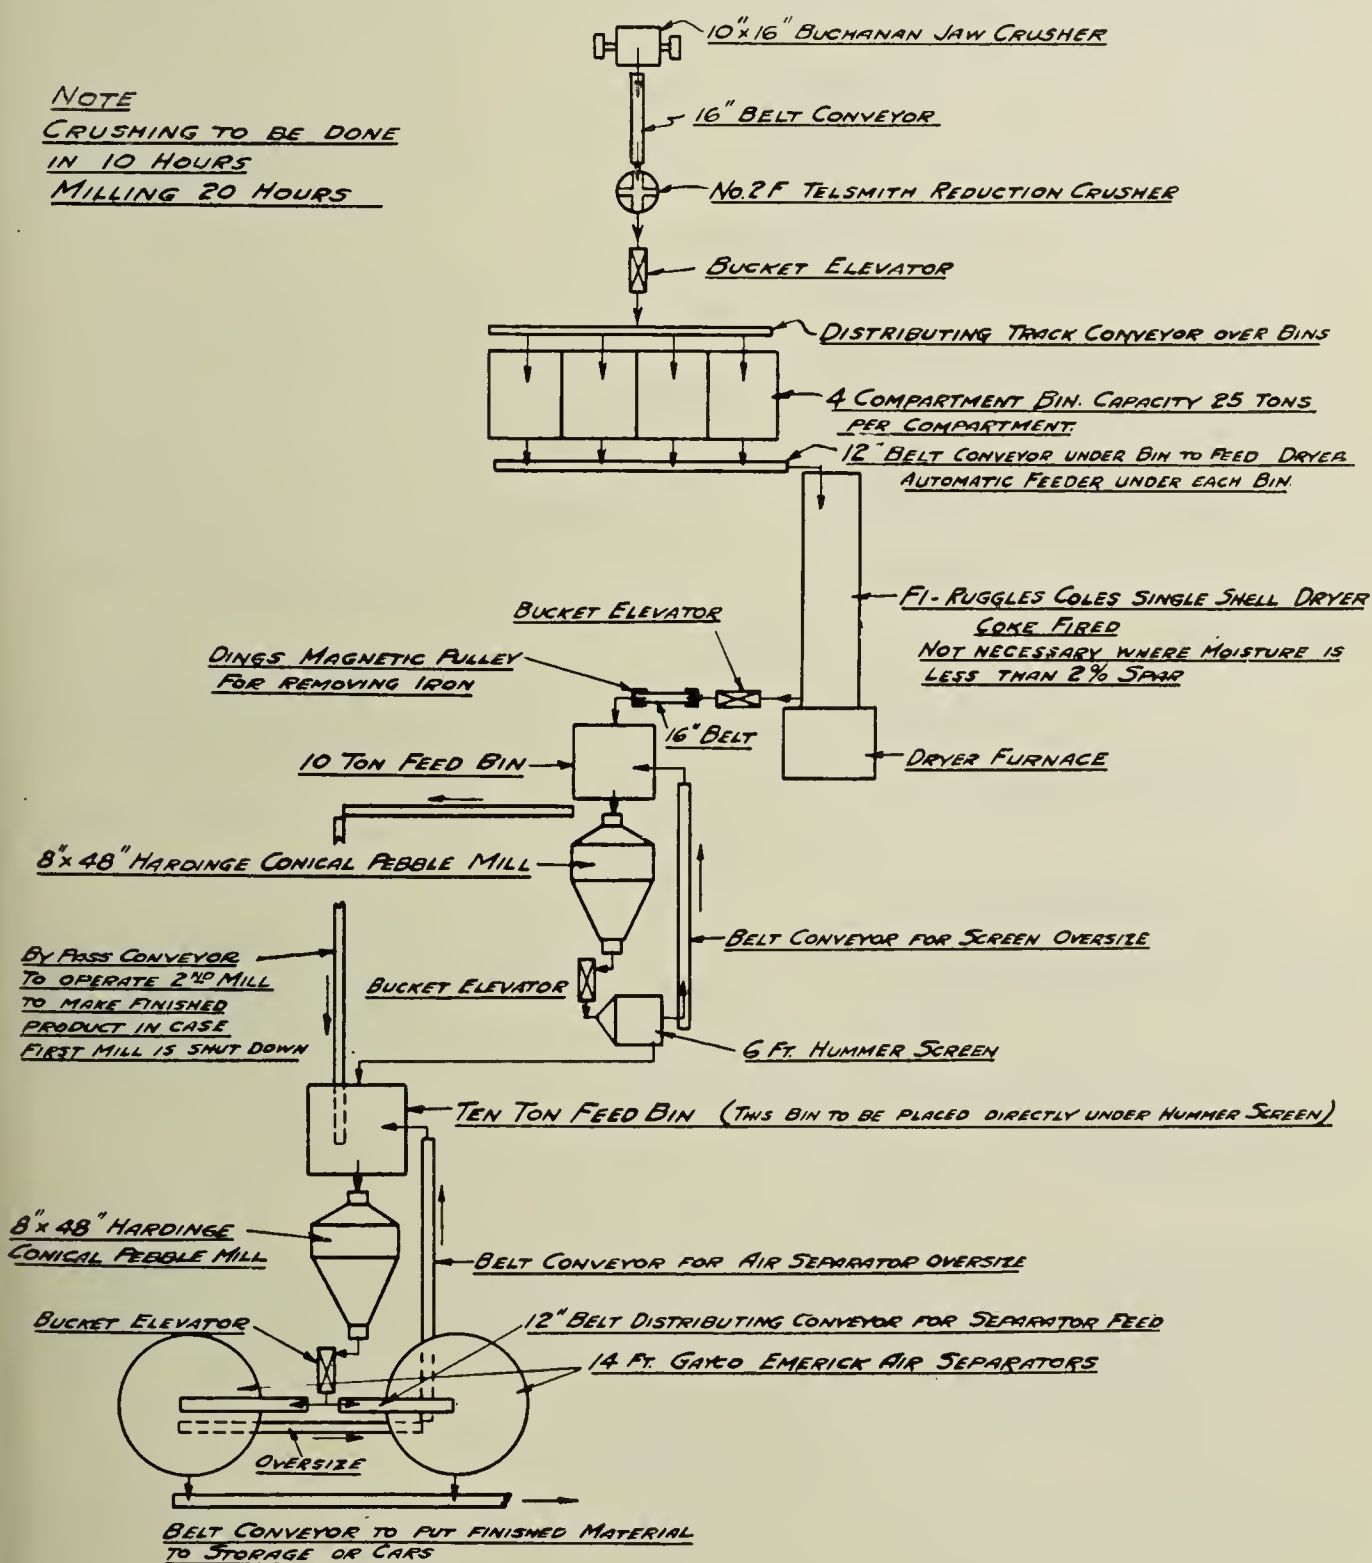 10"x16" BUCHANAN JAW CRUSHER
NOTE
CRUSHING TO BE DONE
IN 10 HOURS
MILLING 20 HOURS
16" BELT CONVEYOR
NO. 2 F TELSMITH REDUCTION CRUSHER
BUCKET ELEVATOR
DISTRIBUTING TRACK CONVEYOR OVER BINS
4 COMPARTMENT BIN. CAPACITY 25 TONS
PER COMPARTMENT.
12" BELT CONVEYOR UNDER BIN TO FEED DRYER
AUTOMATIC FEEDER UNDER EACH BIN.
F1-RUGGLES COLES SINGLE SHELL DRYER
COKE FIRED
NOT NECESSARY WHERE MOISTURE IS
LESS THAN 2% SPAR
BUCKET ELEVATOR
DINGS MAGNETIC PULLEY
FOR REMOVING IRON
16" BELT
DRYER FURNACE
10 TON FEED BIN
8"x48" HARDINGE CONICAL PEBBLE MILL
BELT CONVEYOR FOR SCREEN OVERSIZE
BY PASS CONVEYOR
TO OPERATE 2ND MILL
TO MAKE FINISHED
PRODUCT IN CASE
FIRST MILL IS SHUT DOWN
BUCKET ELEVATOR
6 FT. HUMMER SCREEN
TEN TON FEED BIN (THIS BIN TO BE PLACED DIRECTLY UNDER HUMMER SCREEN)
8"x48" HARDINGE
CONICAL PEBBLE MILL
BELT CONVEYOR FOR AIR SEPARATOR OVERSIZE
BUCKET ELEVATOR
12" BELT DISTRIBUTING CONVEYOR FOR SEPARATOR FEED
14 FT. GAYCO EMERICK AIR SEPARATORS
OVERSIZE
BELT CONVEYOR TO PUT FINISHED MATERIAL
TO STORAGE OR CARS